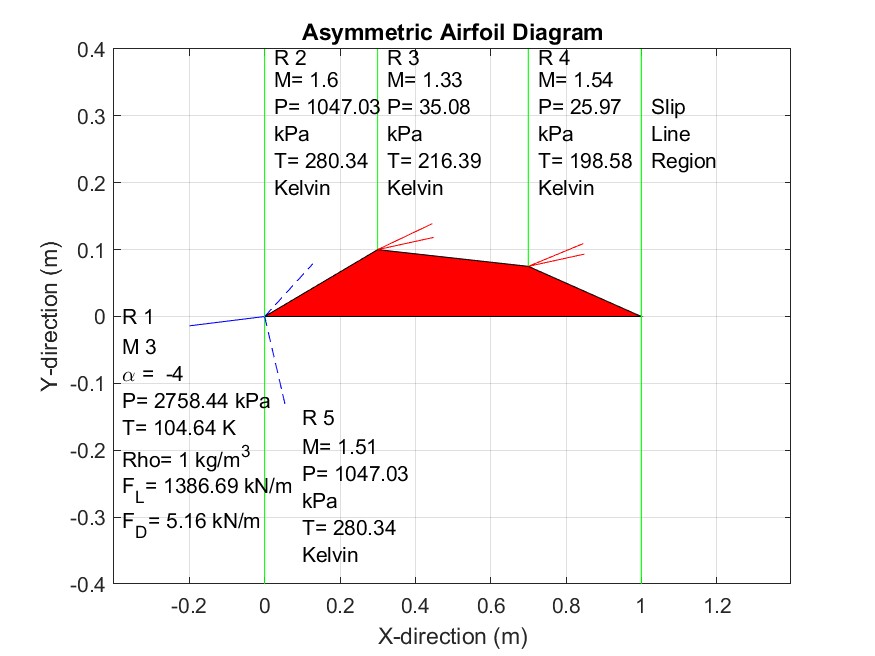 Asymmetric Airfoil Diagram
R 2
M= 1.6
P= 1047.03
kPa
T= 280.34
Kelvin
R 3
M= 1.33
P= 35.08
kPa
T= 216.39
Kelvin
R 4
M= 1.54
P= 25.97
kPa
T= 198.58
Kelvin
Slip
Line
Region
R 1
M 3
α = -4
P= 2758.44 kPa
T= 104.64 K
Rho= 1 kg/m³
F_L= 1386.69 kN/m
F_D= 5.16 kN/m
R 5
M= 1.51
P= 1047.03
kPa
T= 280.34
Kelvin
Y-direction (m)
0.4
0.3
0.2
0.1
0
-0.1
-0.2
-0.3
-0.4
-0.2 0 0.2 0.4 0.6 0.8 1 1.2
X-direction (m)